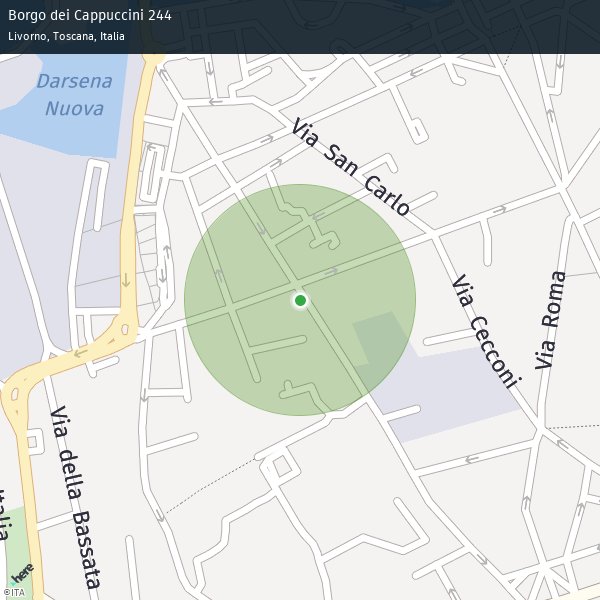 Borgo dei Cappuccini 244
Livorno, Toscana, Italia
Darsena
Nuova
Via San Carlo
Via Cecconi
Via Roma
Via della Bassata
Italia
here
©ITA